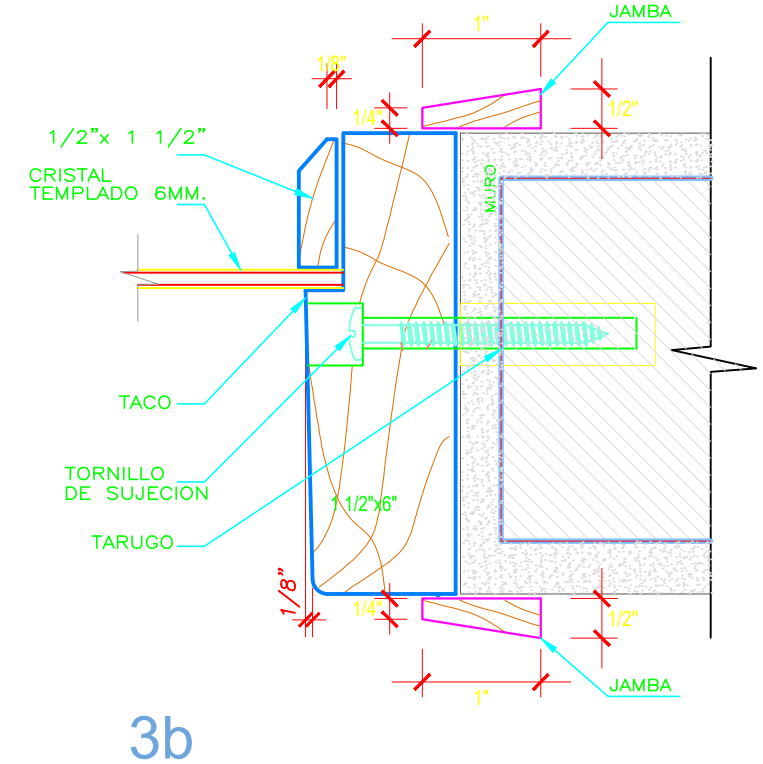 JAMBA
1"
1/8"
1/4"
1/2"
1/2”x 1 1/2”
CRISTAL
TEMPLADO 6MM.
MURO
TACO
TORNILLO
DE SUJECION
1 1/2"x6"
TARUGO
1/8”
1/4"
1/2"
JAMBA
1"
3b